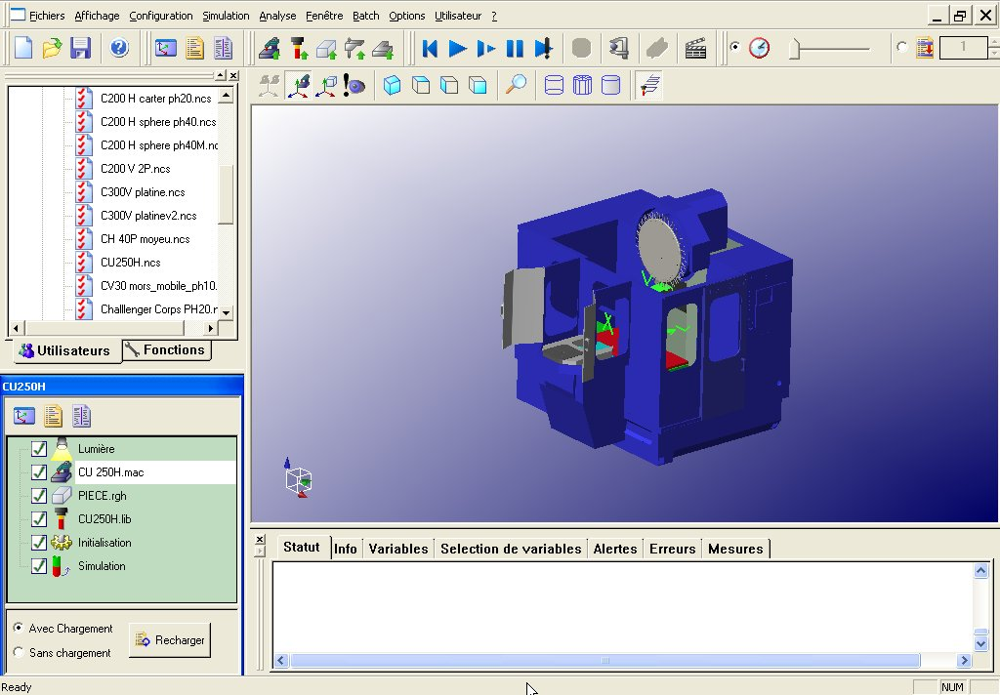 Fichiers Affichage Configuration Simulation Analyse Fenêtre Batch Options Utilisateur ?
1
C200 H carter ph20.ncs
C200 H sphere ph40.ncs
C200 H sphere ph40M.nc
C200 V 2P.ncs
C300V platine.ncs
C300V platinev2.ncs
CH 40P moyeu.ncs
CU250H.ncs
CV30 mors_mobile_ph10.
Challlenger Corps PH20.r
Utilisateurs Fonctions
CU250H
Lumière
CU 250H.mac
PIECE.rgh
CU250H.lib
Initialisation
Simulation
Avec Chargement
Sans chargement
Recharger
Statut Info Variables Selection de variables Alertes Erreurs Mesures
Ready
NUM